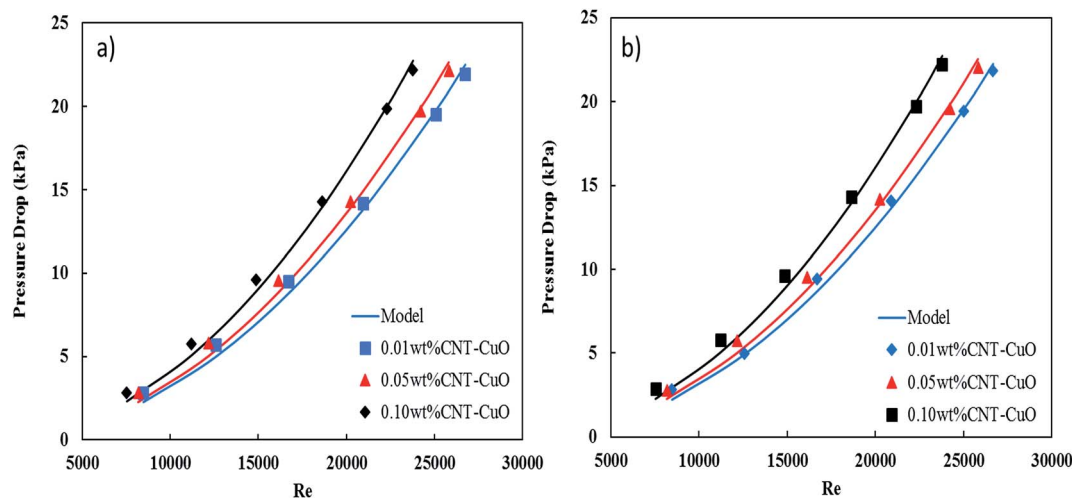 a)
25
20
15
10
5
0
Pressure Drop (kPa)
Model
0.01wt%CNT-CuO
0.05wt%CNT-CuO
0.10wt%CNT-CuO
5000 10000 15000 20000 25000 30000
Re
b)
25
20
15
10
5
0
Pressure Drop (kPa)
Model
0.01wt%CNT-CuO
0.05wt%CNT-CuO
0.10wt%CNT-CuO
5000 10000 15000 20000 25000 30000
Re